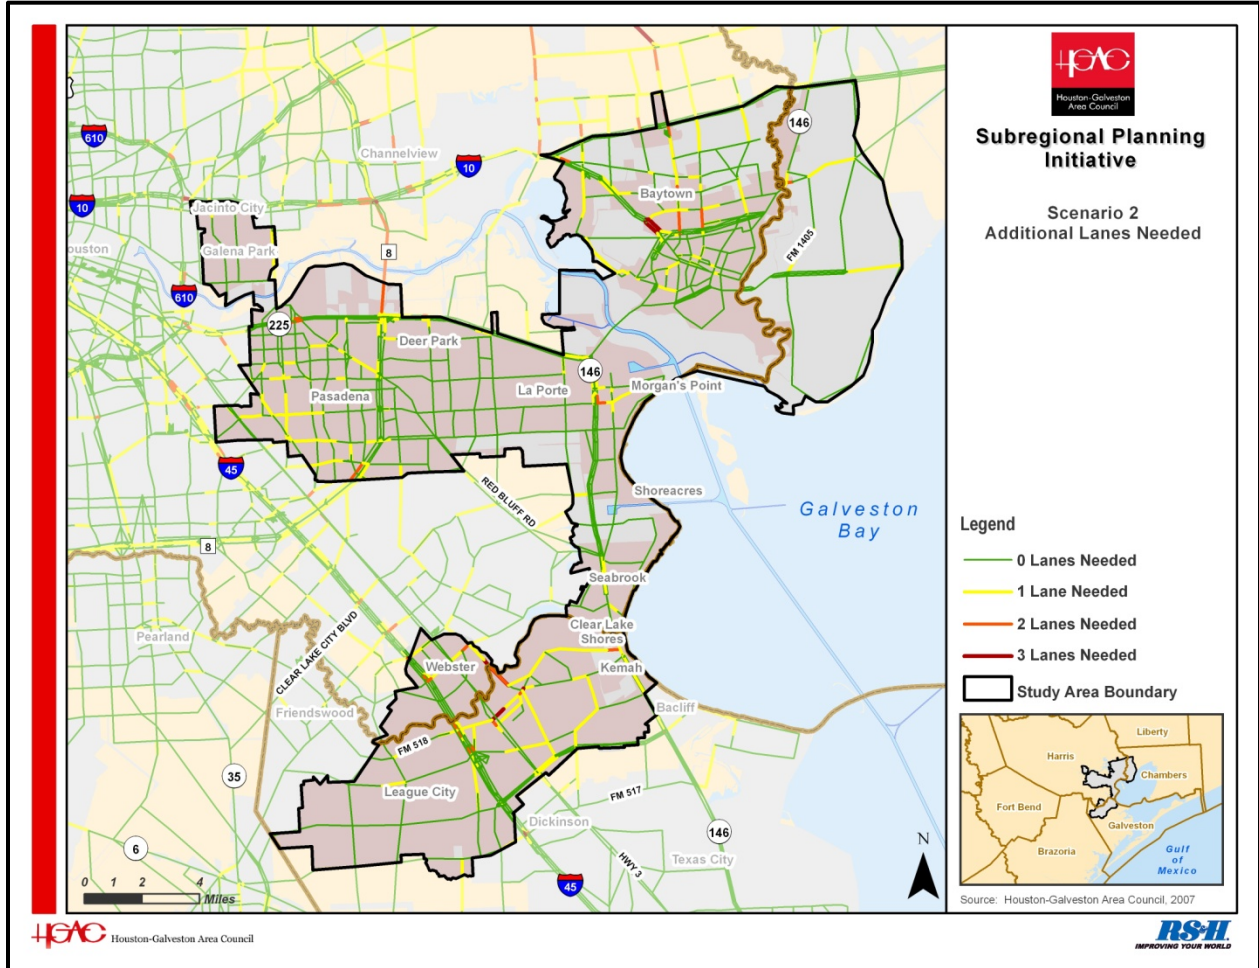 HGAC
Houston-Galveston
Area Council
Subregional Planning
Initiative
Scenario 2
Additional Lanes Needed
610
Channelview
10
146
10
Jacinto City
Baytown
Galena Park
8
FM 1405
610
225
Deer Park
146
La Porte
Morgan's Point
Pasadena
45
RED BLUFF RD
Shoreacres
Galveston
Bay
8
Seabrook
Clear Lake
Shores
Pearland
CLEAR LAKE CITY BLVD
Webster
Kemah
Friendswood
Bacliff
FM 518
35
League City
FM 517
Dickinson
146
6
HWY 3
Texas City
45
N
0 1 2 4
Miles
Legend
0 Lanes Needed
1 Lane Needed
2 Lanes Needed
3 Lanes Needed
Study Area Boundary
Liberty
Harris
Chambers
Fort Bend
Galveston
Brazoria
Gulf
of
Mexico
Source: Houston-Galveston Area Council, 2007
HGAC Houston-Galveston Area Council
RS&H.
IMPROVING YOUR WORLD